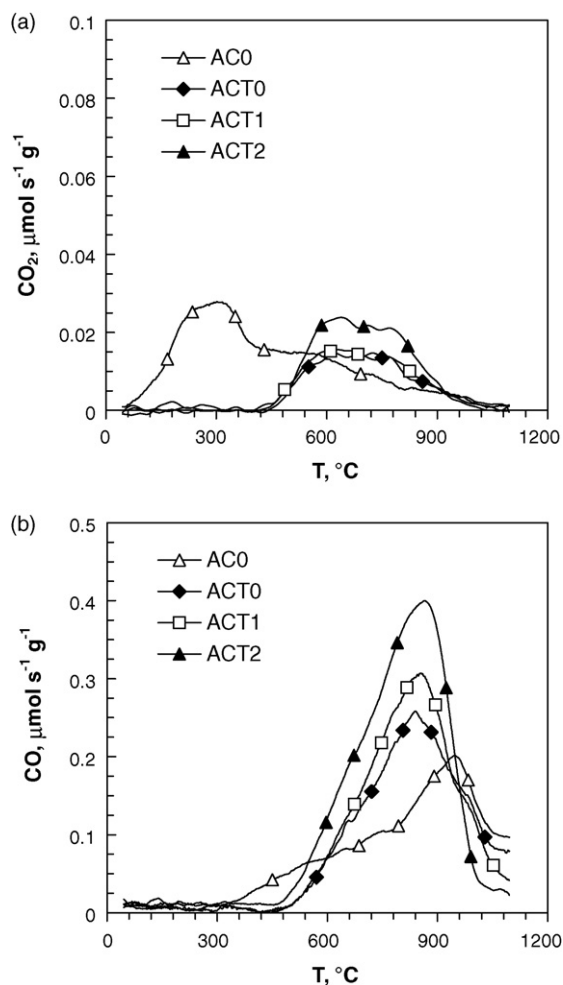 (a)
0.1
AC0
ACT0
0.08
ACT1
ACT2
0.06
CO₂, μmol s⁻¹ g⁻¹
0.04
0.02
0
0 300 600 900 1200
T, °C
(b)
0.5
AC0
ACT0
0.4
ACT1
ACT2
0.3
CO, μmol s⁻¹ g⁻¹
0.2
0.1
0
0 300 600 900 1200
T, °C